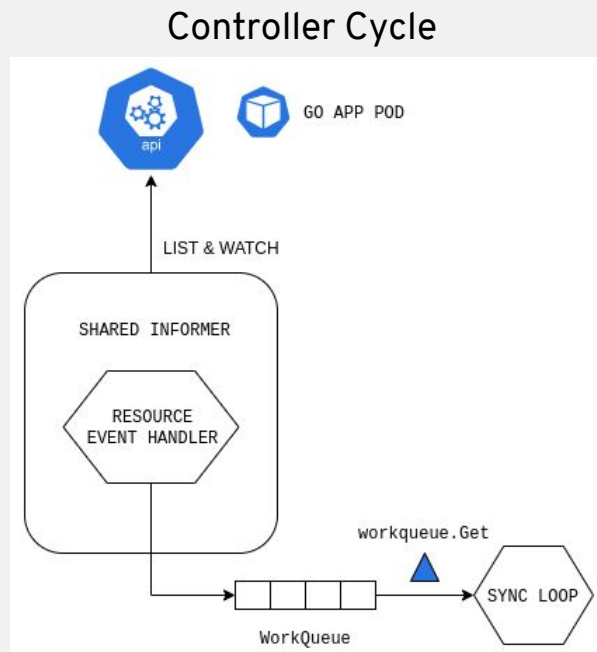 Controller Cycle
api
GO APP POD
LIST & WATCH
SHARED INFORMER
RESOURCE
EVENT HANDLER
workqueue.Get
SYNC LOOP
WorkQueue